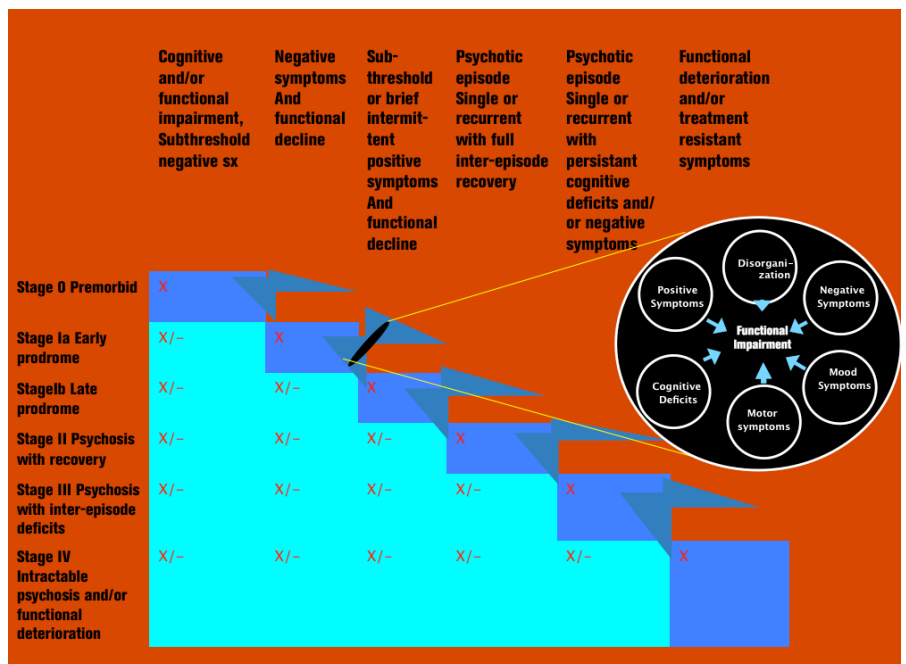 Cognitive
and/or
functional
impairment,
Subthreshold
negative sx
Negative
symptoms
And
functional
decline
Sub-
threshold
or brief
intermit-
tent
positive
symptoms
And
functional
decline
Psychotic
episode
Single or
recurrent
with full
inter-episode
recovery
Psychotic
episode
Single or
recurrent
with
persistant
cognitive
deficits and/
or negative
symptoms
Functional
deterioration
and/or
treatment
resistant
symptoms
Stage 0 Premorbid
X
Stage Ia Early
prodrome
X/– X
StageIb Late
prodrome
X/– X/– X
Stage II Psychosis
with recovery
X/– X/– X/– X
Stage III Psychosis
with inter-episode
deficits
X/– X/– X/– X/– X
Stage IV
Intractable
psychosis and/or
functional
deterioration
X/– X/– X/– X/– X/– X
Disorgani-
zation
Positive
Symptoms
Negative
Symptoms
Functional
Impairment
Cognitive
Deficits
Mood
Symptoms
Motor
symptoms